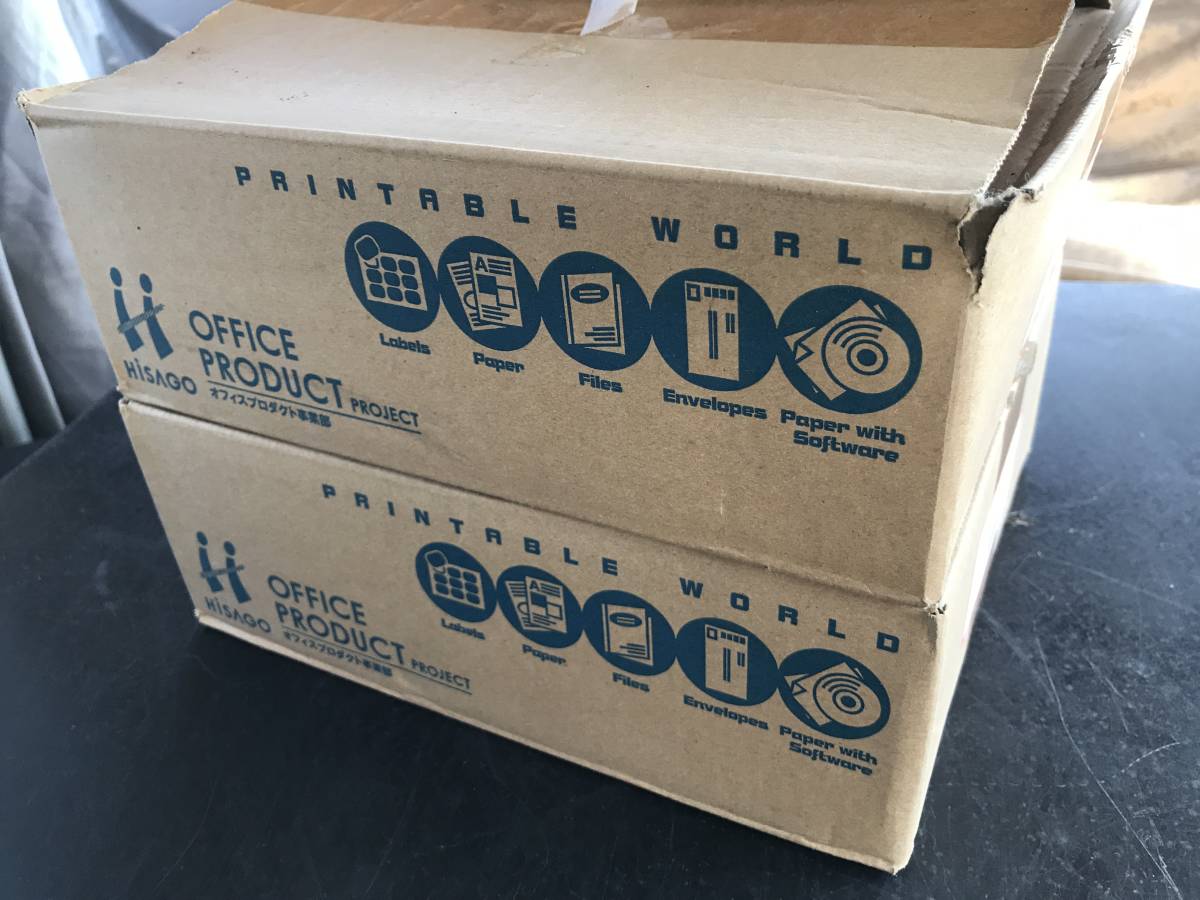 PRINTABLE WORLD
HiSAGO
OFFICE
PRODUCT PROJECT
オフィスプロダクト事業部
A
Labels
Paper
Files
Envelopes
Paper with
Software
PRINTABLE WORLD
HiSAGO
OFFICE
PRODUCT PROJECT
オフィスプロダクト事業部
A
Labels
Paper
Files
Envelopes
Paper with
Software